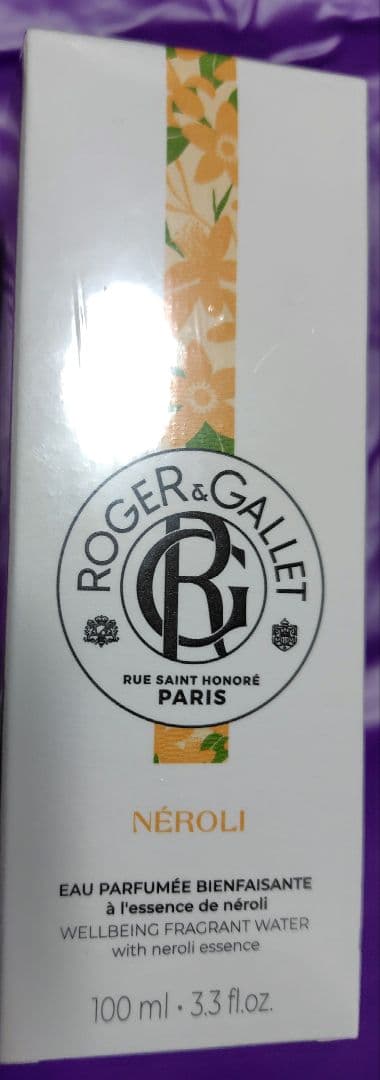 ROGER & GALLET
RG
RUE SAINT HONORÉ
PARIS
NÉROLI
EAU PARFUMÉE BIENFAISANTE
à l'essence de néroli
WELLBEING FRAGRANT WATER
with neroli essence
100 ml • 3.3 fl.oz.